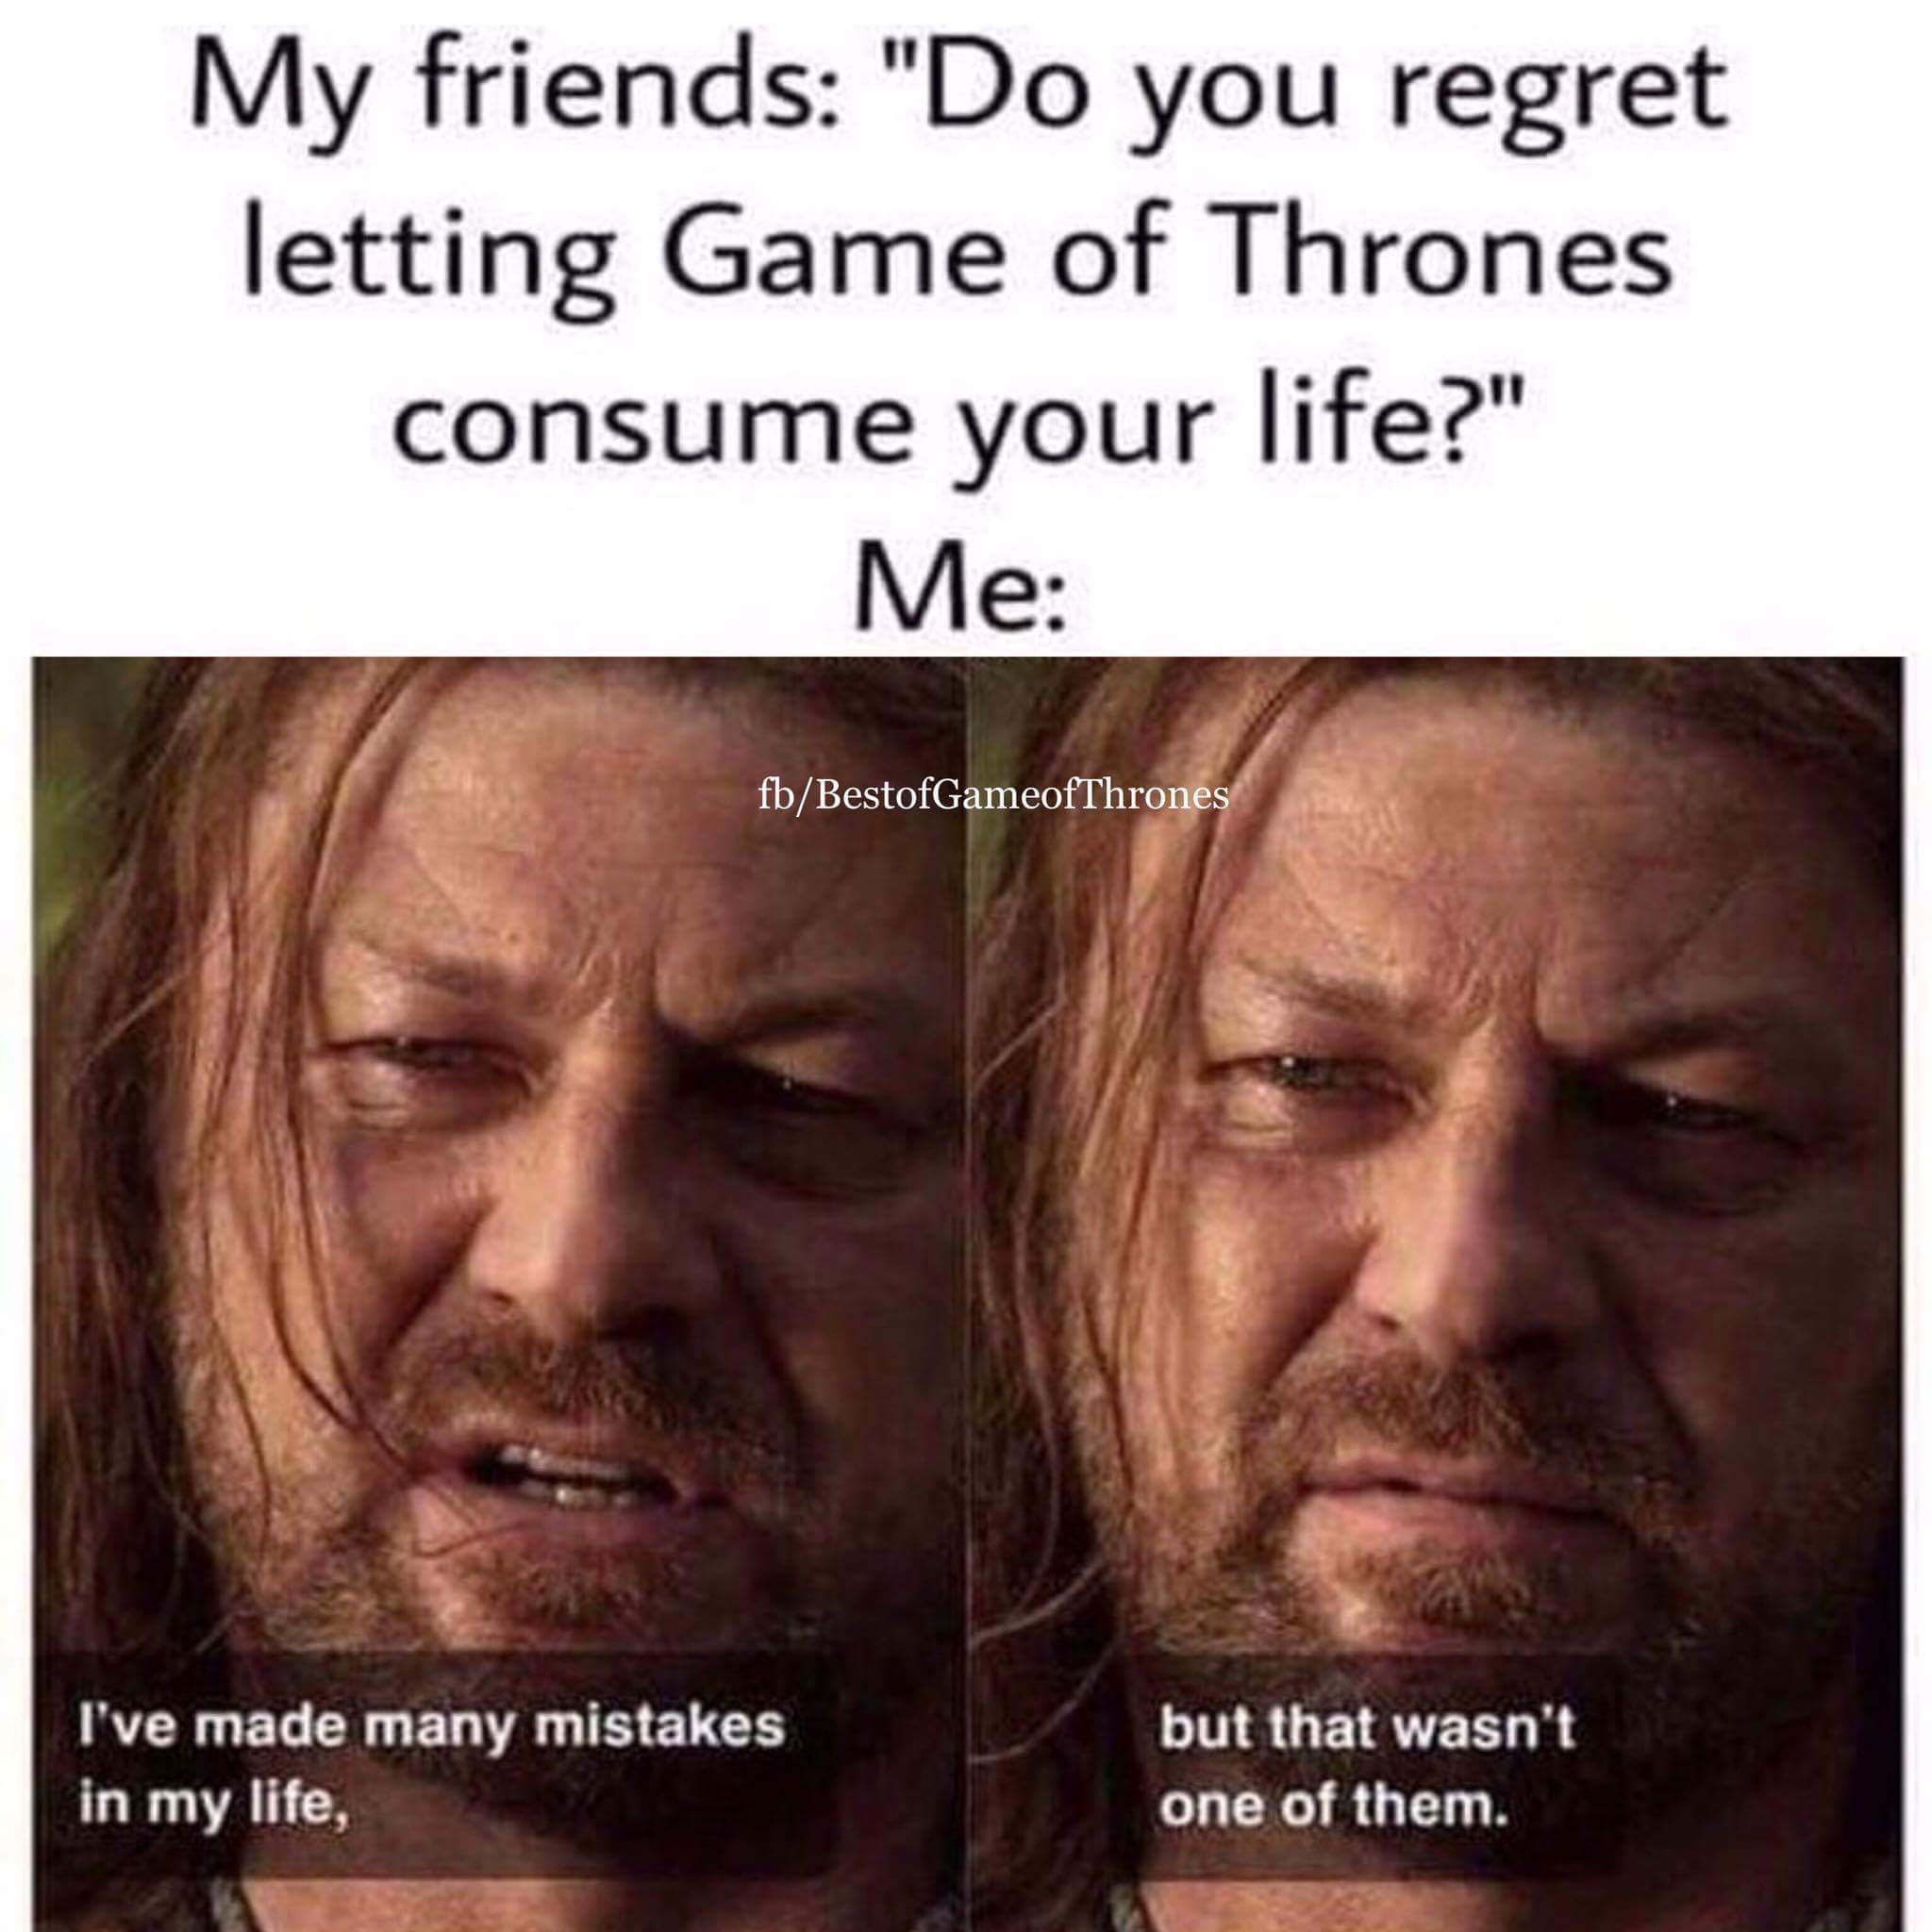 My friends: "Do you regret
letting Game of Thrones
consume your life?"
Me:
fb/BestofGameofThrones
I've made many mistakes
in my life,
but that wasn't
one of them.